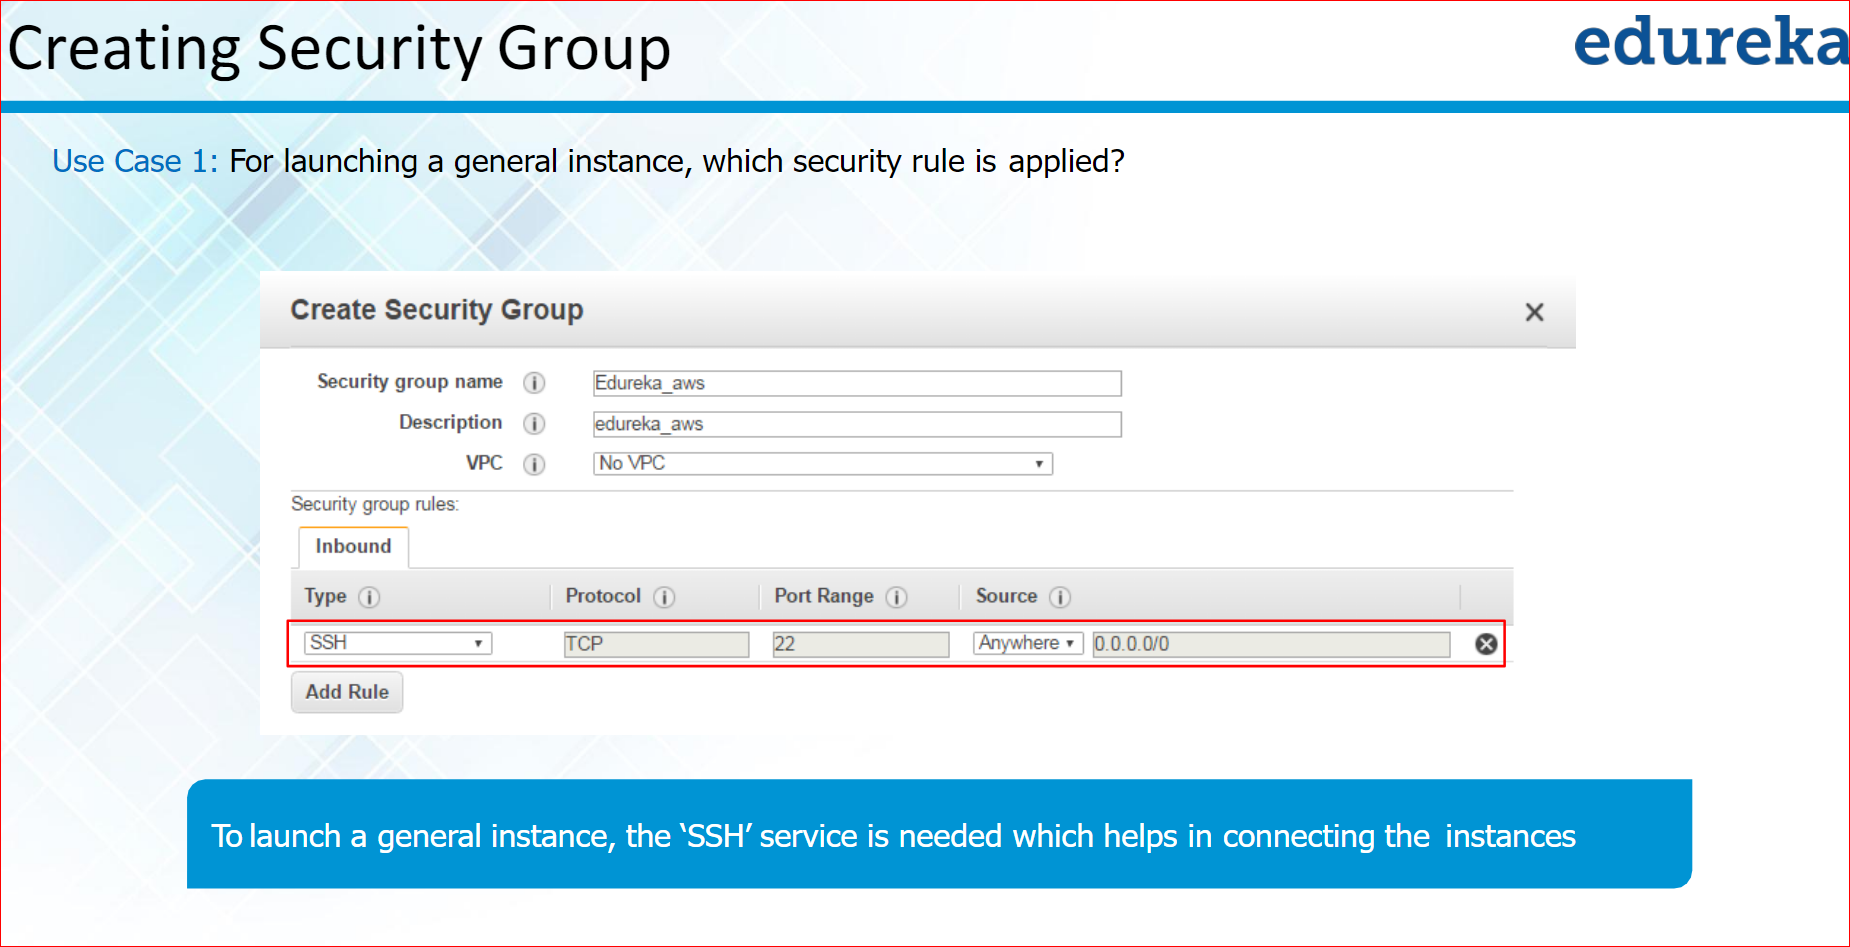 Creating Security Group
edureka
Use Case 1: For launching a general instance, which security rule is applied?
Create Security Group
Security group name
Edureka_aws
Description
edureka_aws
VPC
No VPC
Security group rules:
Inbound
Type Protocol Port Range Source
SSH TCP 22 Anywhere 0.0.0.0/0
Add Rule
To launch a general instance, the ‘SSH’ service is needed which helps in connecting the instances